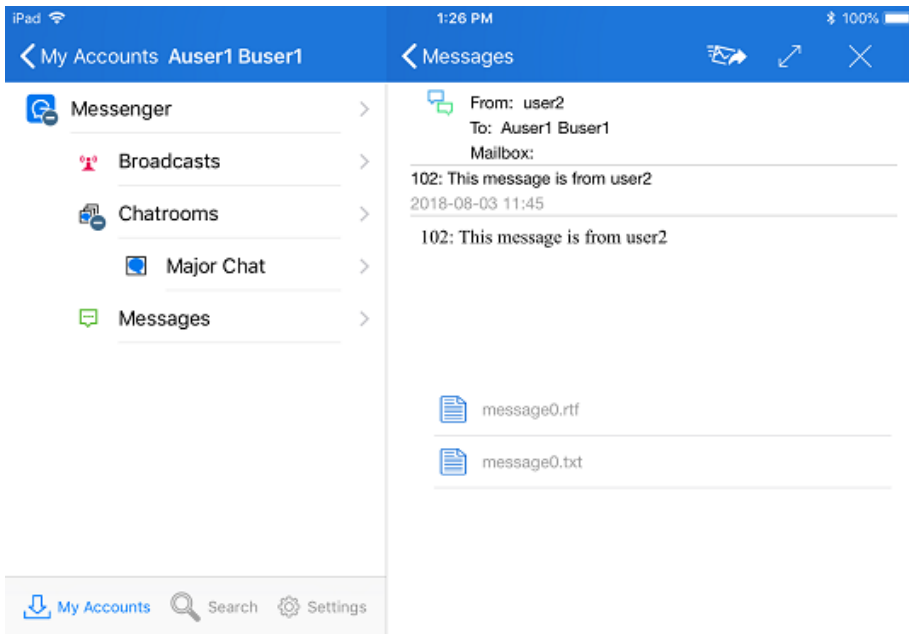 iPad 1:26 PM 100%
My Accounts Auser1 Buser1
Messenger
Broadcasts
Chatrooms
Major Chat
Messages
My Accounts Search Settings
Messages
From: user2
To: Auser1 Buser1
Mailbox:
102: This message is from user2
2018-08-03 11:45
102: This message is from user2
message0.rtf
message0.txt